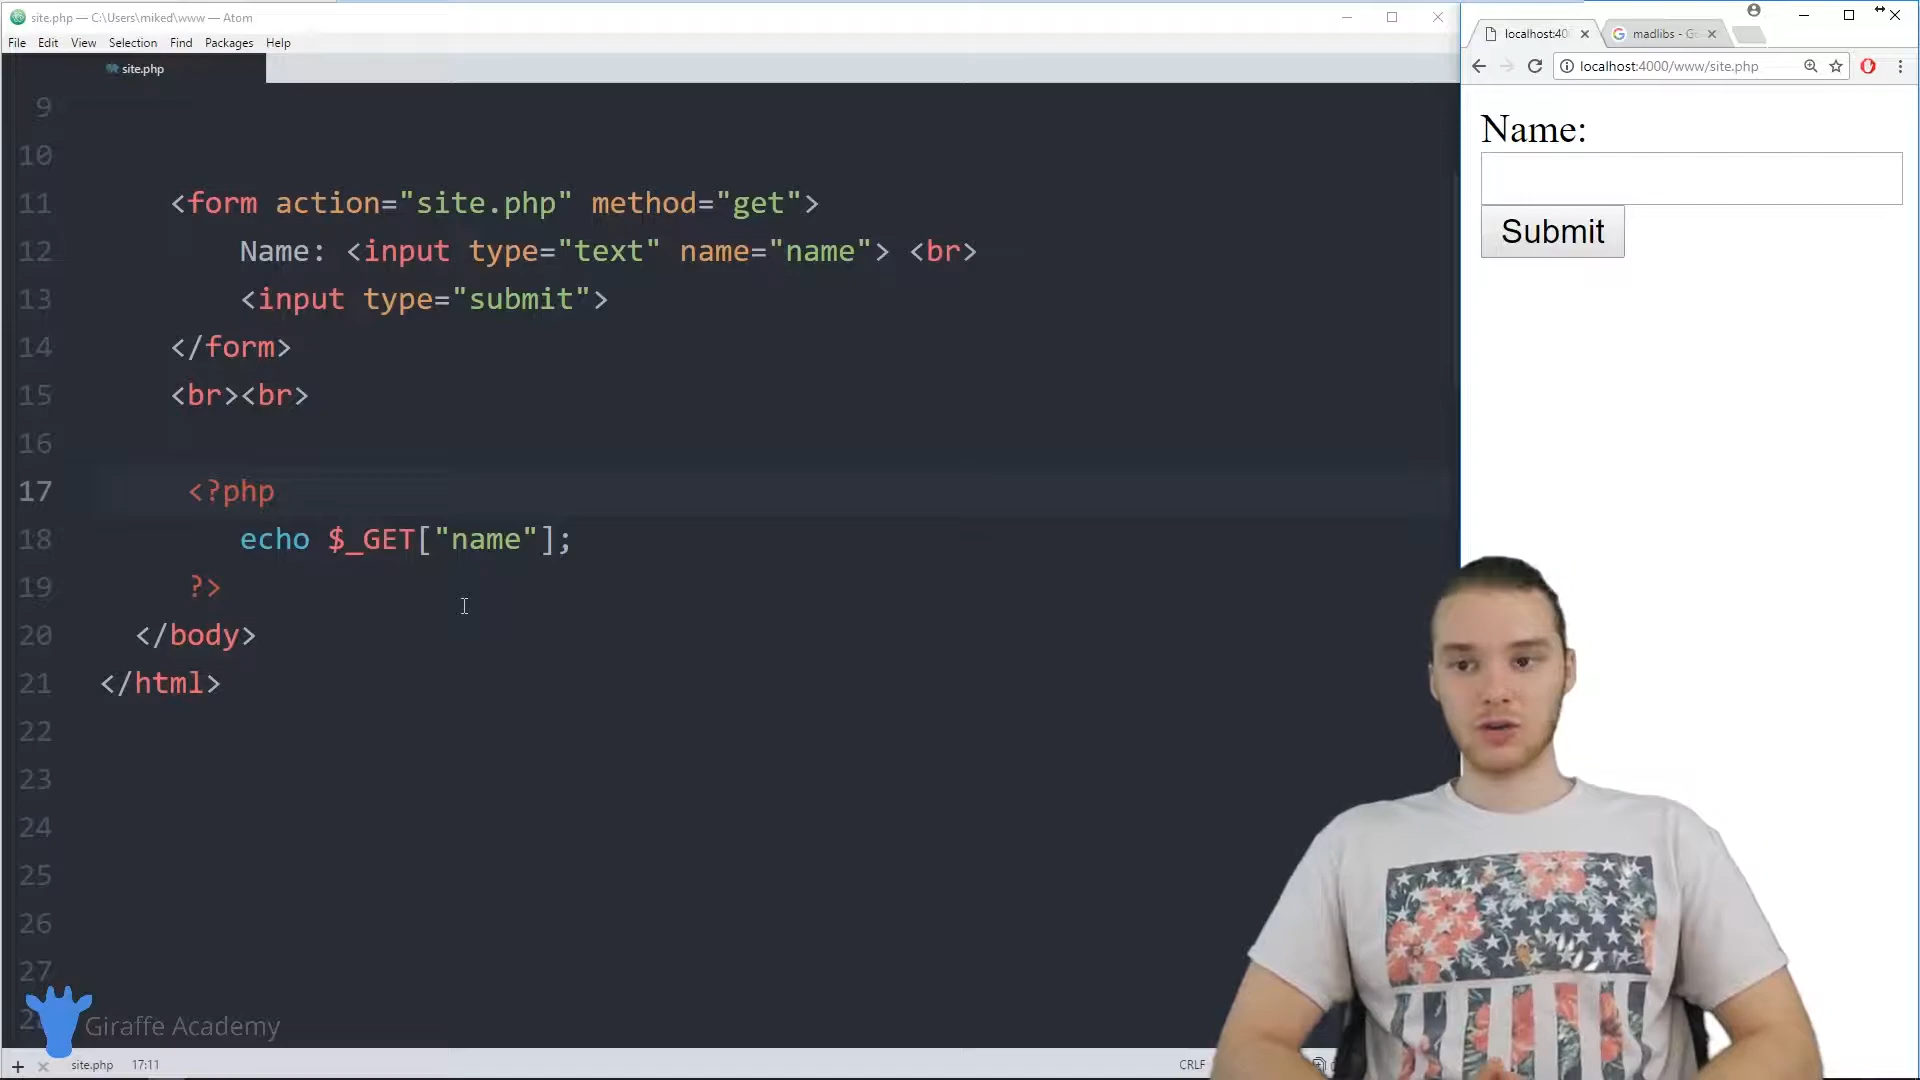 site.php — C:\Users\miked\www — Atom
File Edit View Selection Find Packages Help
site.php
9
10
11 <form action="site.php" method="get">
12 Name: <input type="text" name="name"> <br>
13 <input type="submit">
14 </form>
15 <br><br>
16
17 <?php
18 echo $_GET["name"];
19 ?>
20 </body>
21 </html>
22
23
24
25
26
27
Giraffe Academy
site.php 17:11
CRLF
localhost:40
madlibs - G
localhost:4000/www/site.php
Name:
Submit